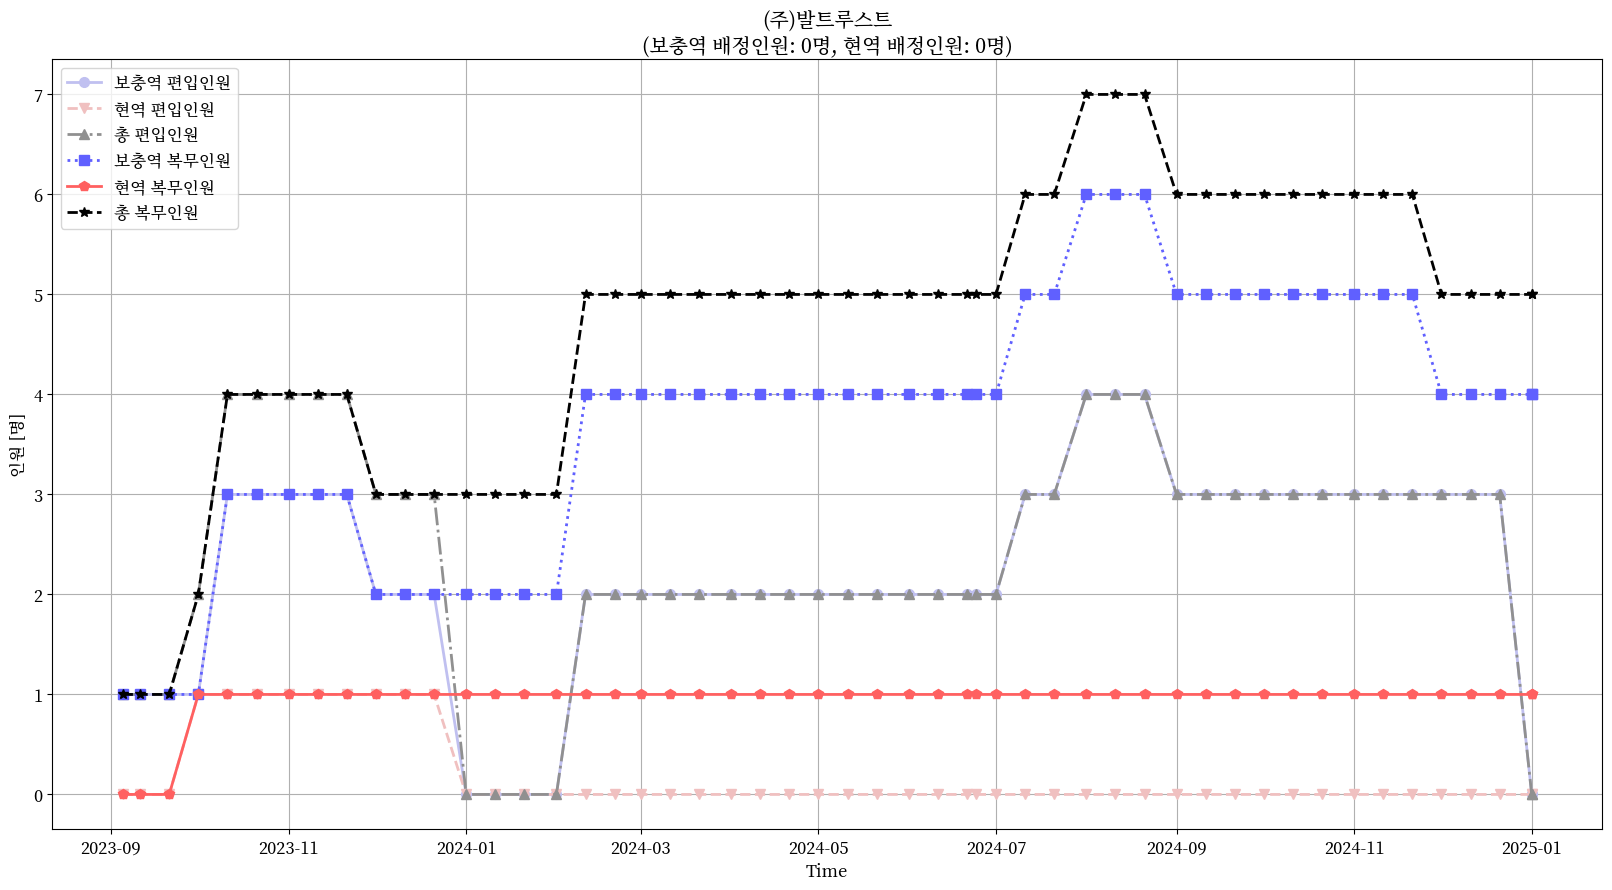 (주)발트루스트
(보충역 배정인원: 0명, 현역 배정인원: 0명)
보충역 편입인원
현역 편입인원
총 편입인원
보충역 복무인원
현역 복무인원
총 복무인원
인원 [명]
7
6
5
4
3
2
1
0
2023-09 2023-11 2024-01 2024-03 2024-05 2024-07 2024-09 2024-11 2025-01
Time